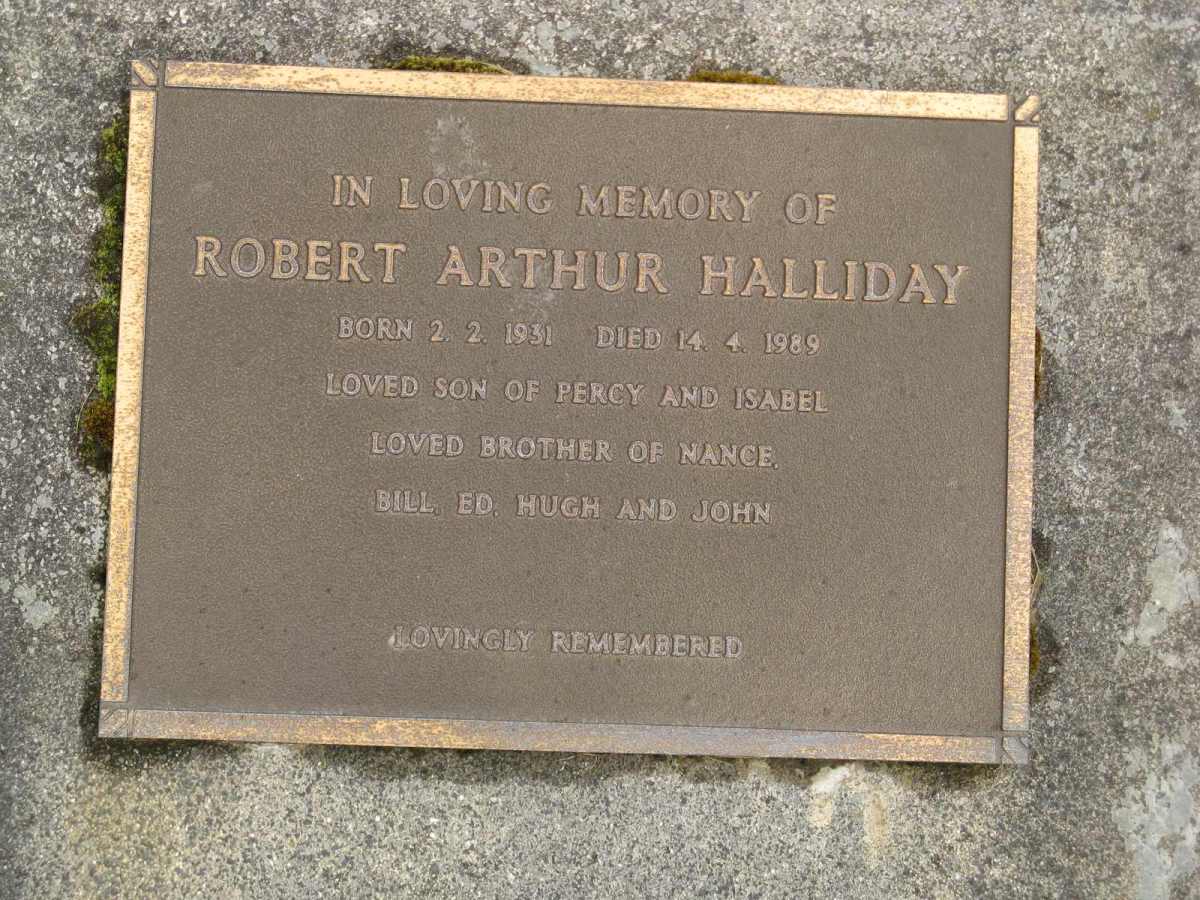 IN LOVING MEMORY OF
ROBERT ARTHUR HALLIDAY
BORN 2. 2. 1931 DIED 14. 4. 1989
LOVED SON OF PERCY AND ISABEL
LOVED BROTHER OF NANCE,
BILL, ED, HUGH AND JOHN
LOVINGLY REMEMBERED